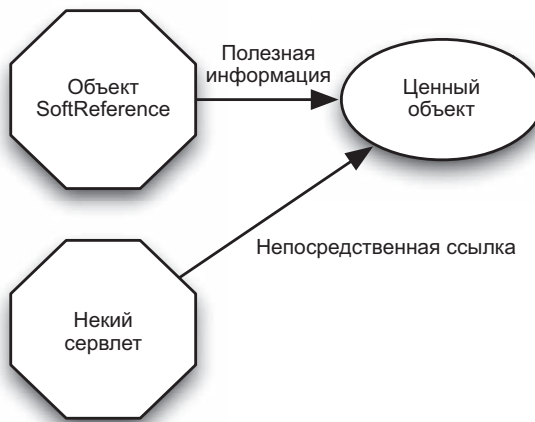 Объект
SoftReference
Полезная
информация
Ценный
объект
Непосредственная ссылка
Некий
сервлет